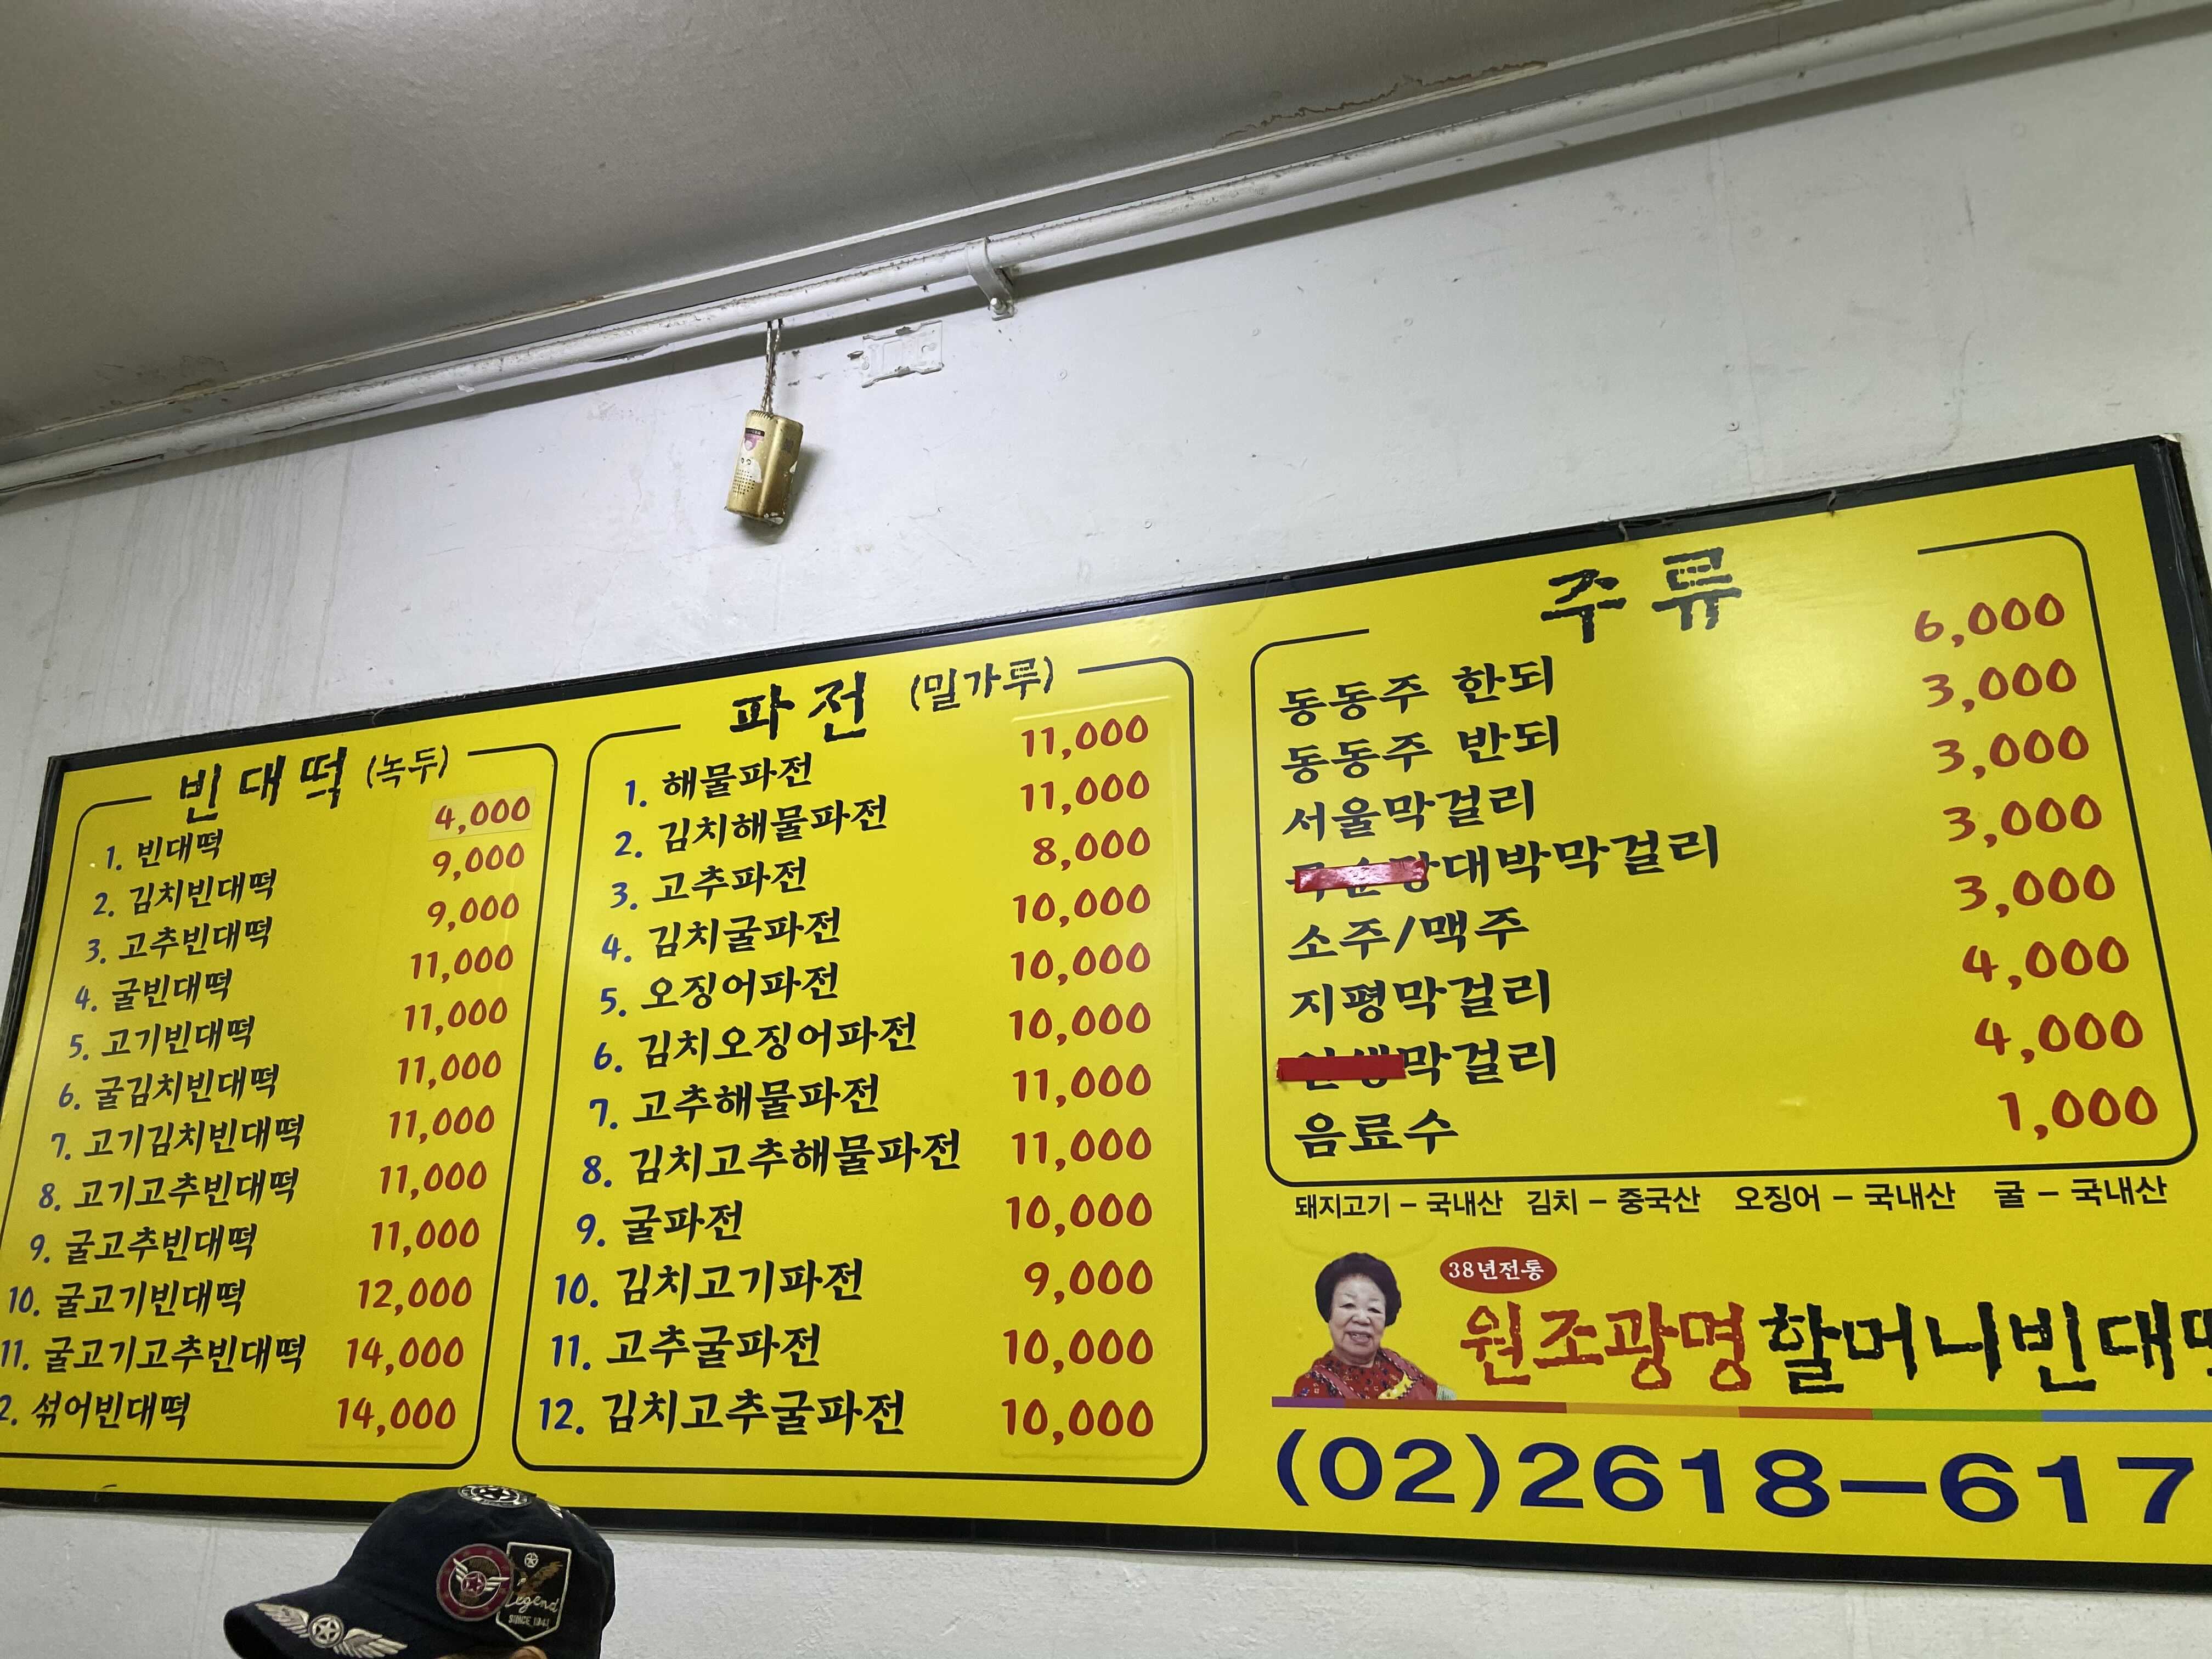 빈대떡 (녹두)
1. 빈대떡 4,000
2. 김치빈대떡 9,000
3. 고추빈대떡 9,000
4. 굴빈대떡 11,000
5. 고기빈대떡 11,000
6. 굴김치빈대떡 11,000
7. 고기김치빈대떡 11,000
8. 고기고추빈대떡 11,000
9. 굴고추빈대떡 11,000
10. 굴고기빈대떡 12,000
11. 굴고기고추빈대떡 14,000
2. 섞어빈대떡 14,000
파전 (밀가루)
1. 해물파전 11,000
2. 김치해물파전 11,000
3. 고추파전 8,000
4. 김치굴파전 10,000
5. 오징어파전 10,000
6. 김치오징어파전 10,000
7. 고추해물파전 11,000
8. 김치고추해물파전 11,000
9. 굴파전 10,000
10. 김치고기파전 9,000
11. 고추굴파전 10,000
12. 김치고추굴파전 10,000
주류
동동주 한되 6,000
동동주 반되 3,000
서울막걸리 3,000
대박막걸리 3,000
소주/맥주 3,000
지평막걸리 4,000
막걸리 4,000
음료수 1,000
돼지고기 - 국내산 김치 - 중국산 오징어 - 국내산 굴 - 국내산
38년전통
원조광명할머니빈대떡
(02)2618-617
Legend
SINCE 1941